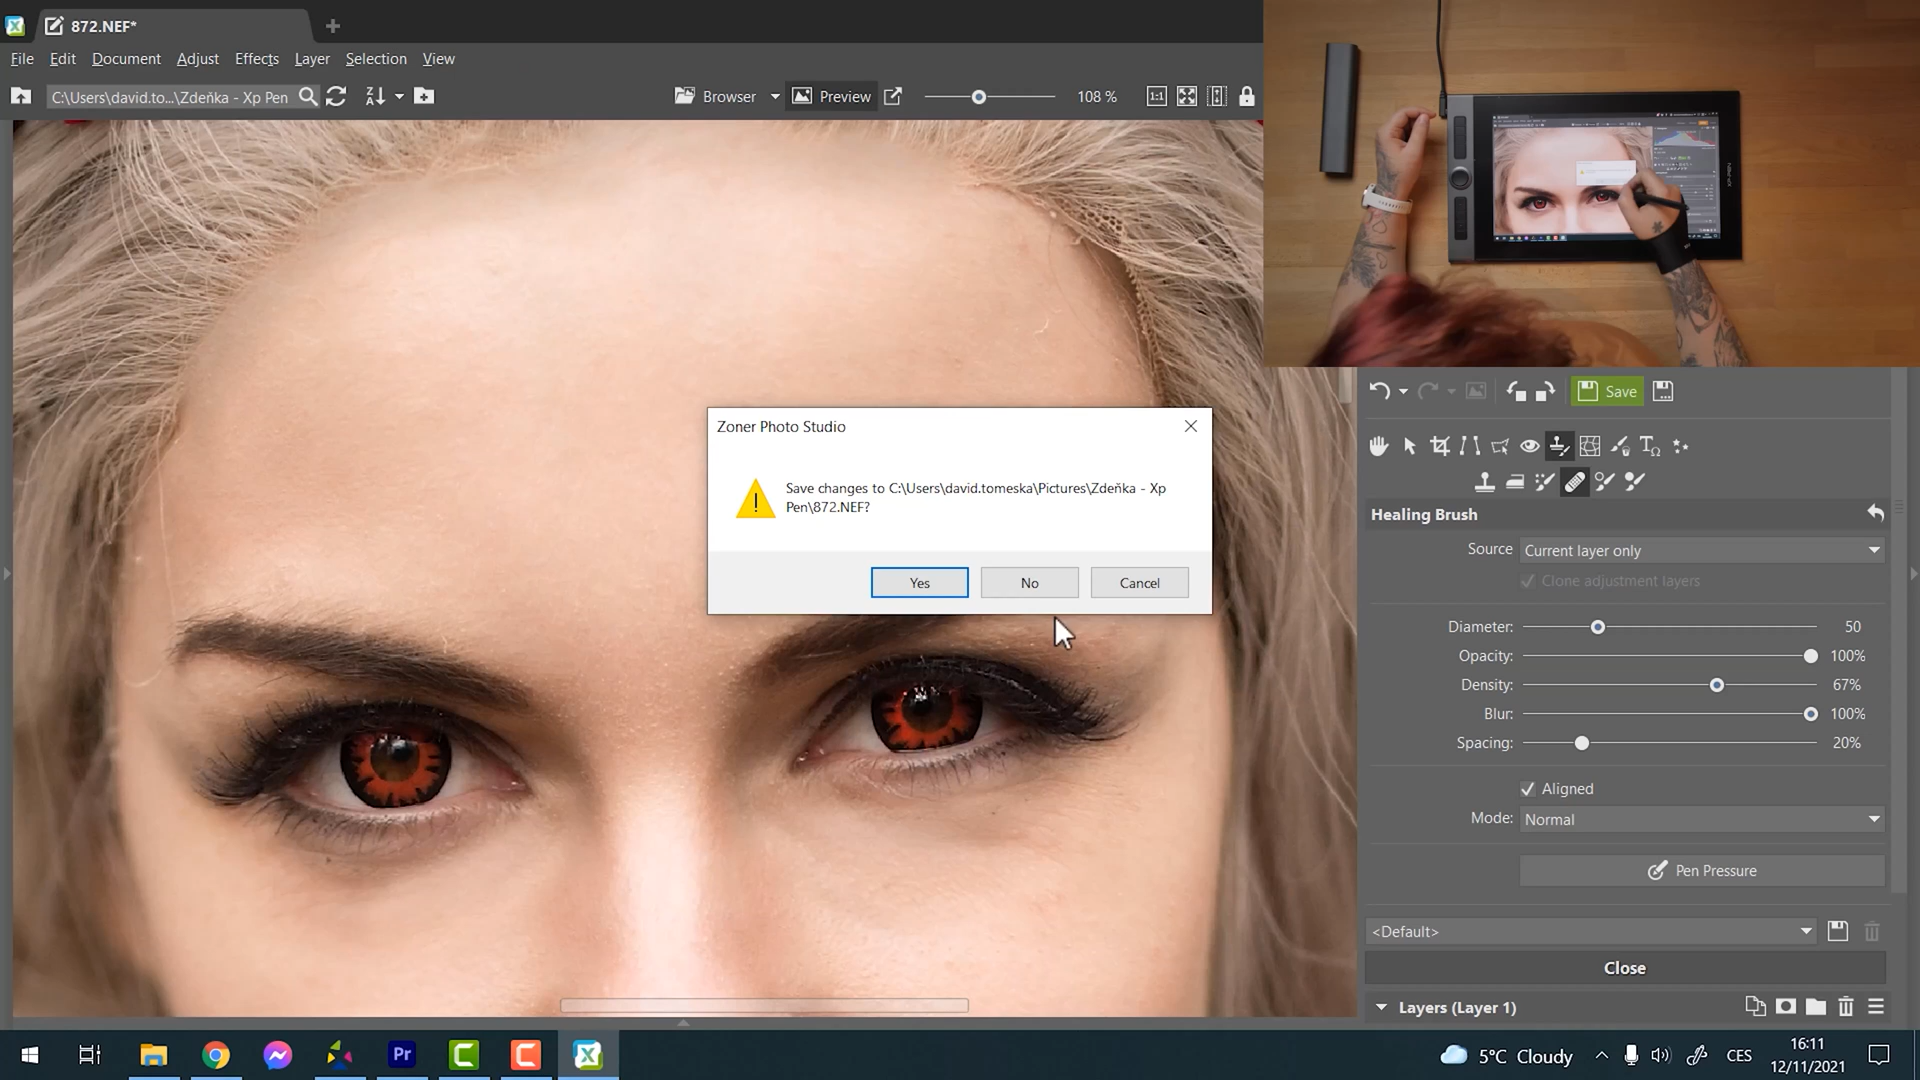 872.NEF*
File Edit Document Adjust Effects Layer Selection View
C:\Users\david.to...\Zdeňka - Xp Pen
Browser Preview 108 %
Save
Zoner Photo Studio
Save changes to C:\Users\david.tomeska\Pictures\Zdeňka - Xp
Pen\872.NEF?
Yes No Cancel
Healing Brush
Source Current layer only
Clone adjustment layers
Diameter: 50
Opacity: 100%
Density: 67%
Blur: 100%
Spacing: 20%
Aligned
Mode: Normal
Pen Pressure
<Default>
Close
Layers (Layer 1)
5°C Cloudy CES 16:11
12/11/2021